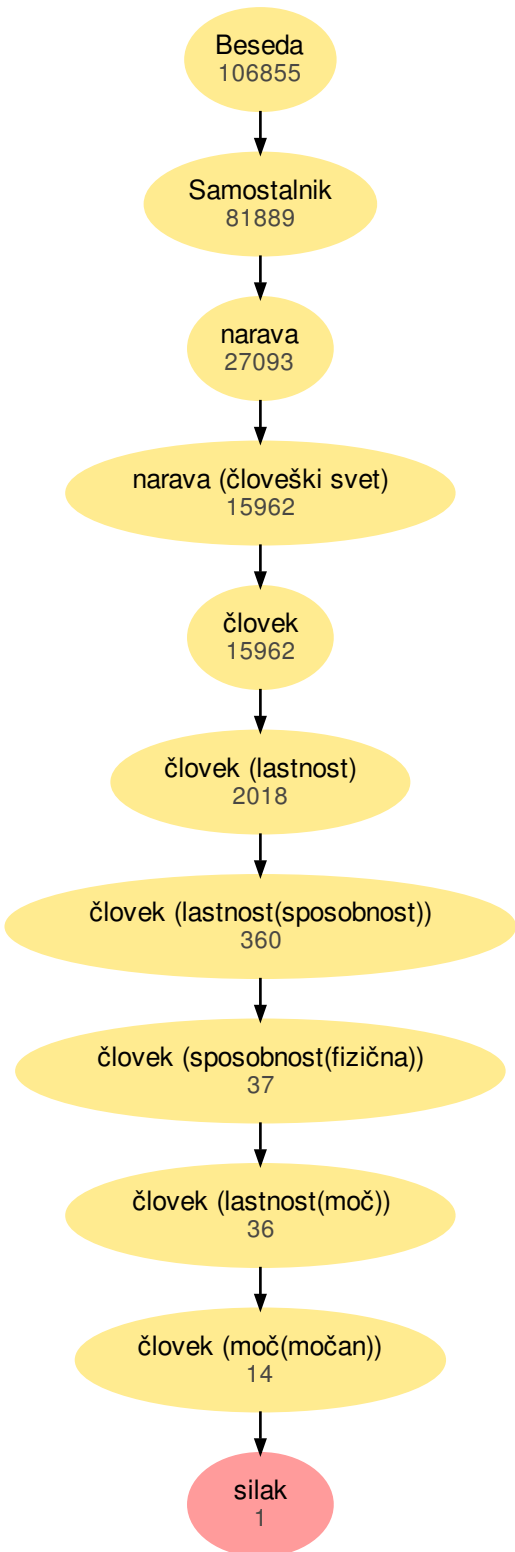 Beseda
106855
Samostalnik
81889
narava
27093
narava (človeški svet)
15962
človek
15962
človek (lastnost)
2018
človek (lastnost(sposobnost))
360
človek (sposobnost(fizična))
37
človek (lastnost(moč))
36
človek (moč(močan))
14
silak
1